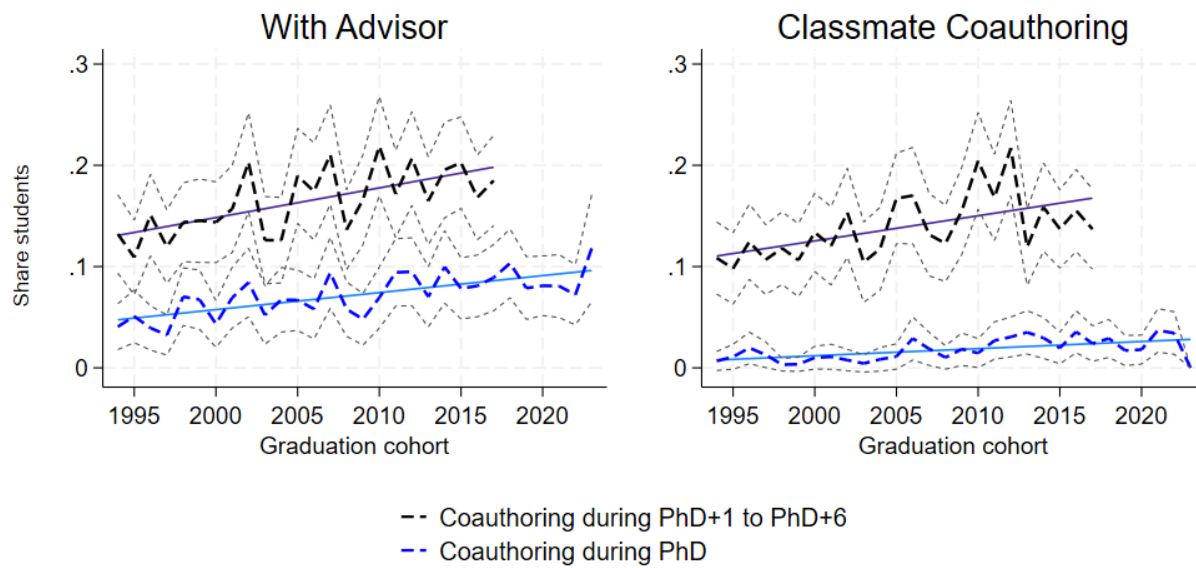 With Advisor
Classmate Coauthoring
Share students
.3
.2
.1
0
1995 2000 2005 2010 2015 2020
Graduation cohort
.3
.2
.1
0
1995 2000 2005 2010 2015 2020
Graduation cohort
Coauthoring during PhD+1 to PhD+6
Coauthoring during PhD